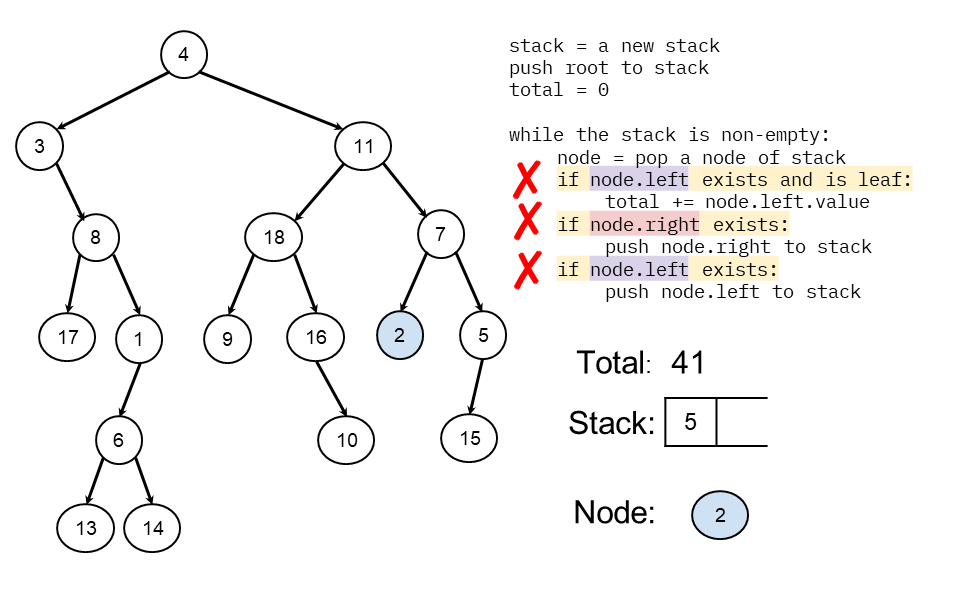 4
3
11
8
18
7
17
1
9
16
2
5
6
10
15
13
14
stack = a new stack
push root to stack
total = 0
while the stack is non-empty:
node = pop a node of stack
if node.left exists and is leaf:
total += node.left.value
if node.right exists:
push node.right to stack
if node.left exists:
push node.left to stack
Total: 41
Stack: 5
Node: 2